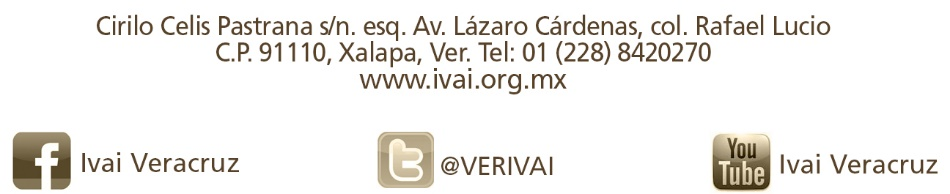 Cirilo Celis Pastrana s/n. esq. Av. Lázaro Cárdenas, col. Rafael Lucio
C.P. 91110, Xalapa, Ver. Tel: 01 (228) 8420270
www.ivai.org.mx
f Ivai Veracruz t @VERIVAI You Tube Ivai Veracruz